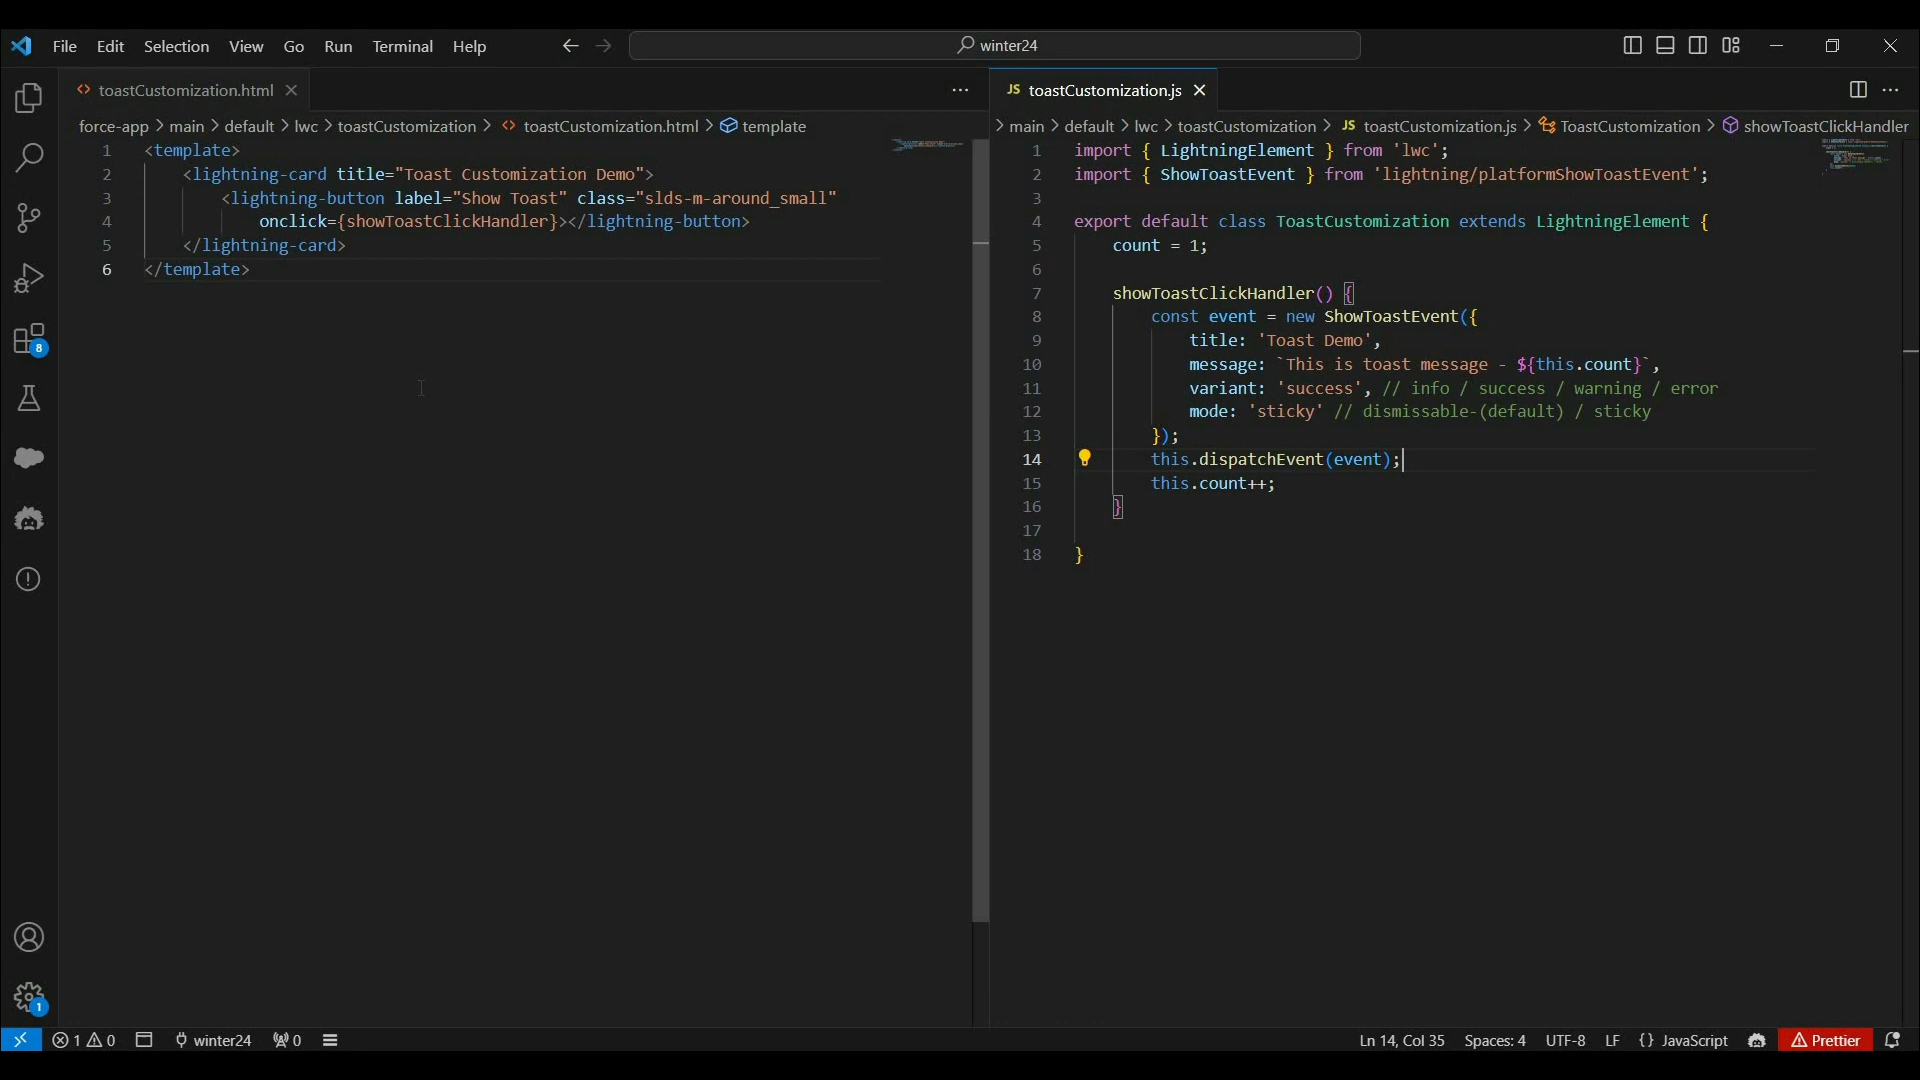 File Edit Selection View Go Run Terminal Help
winter24
toastCustomization.html
force-app > main > default > lwc > toastCustomization > toastCustomization.html > template
1 <template>
2 <lightning-card title="Toast Customization Demo">
3 <lightning-button label="Show Toast" class="slds-m-around_small"
4 onclick={showToastClickHandler}></lightning-button>
5 </lightning-card>
6 </template>
JS toastCustomization.js
> main > default > lwc > toastCustomization > JS toastCustomization.js > ToastCustomization > showToastClickHandler
1 import { LightningElement } from 'lwc';
2 import { ShowToastEvent } from 'lightning/platformShowToastEvent';
3
4 export default class ToastCustomization extends LightningElement {
5 count = 1;
6
7 showToastClickHandler() {
8 const event = new ShowToastEvent({
9 title: 'Toast Demo',
10 message: `This is toast message - ${this.count}`,
11 variant: 'success', // info / success / warning / error
12 mode: 'sticky' // dismissable-(default) / sticky
13 });
14 this.dispatchEvent(event);
15 this.count++;
16 }
17
18 }
8
1
1 0 winter24 0
Ln 14, Col 35 Spaces: 4 UTF-8 LF {} JavaScript Prettier